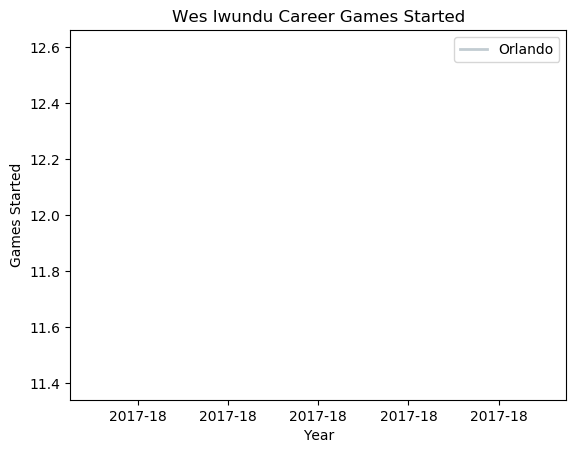 Wes Iwundu Career Games Started
Orlando
12.6
12.4
12.2
12.0
11.8
11.6
11.4
Games Started
2017-18 2017-18 2017-18 2017-18 2017-18
Year